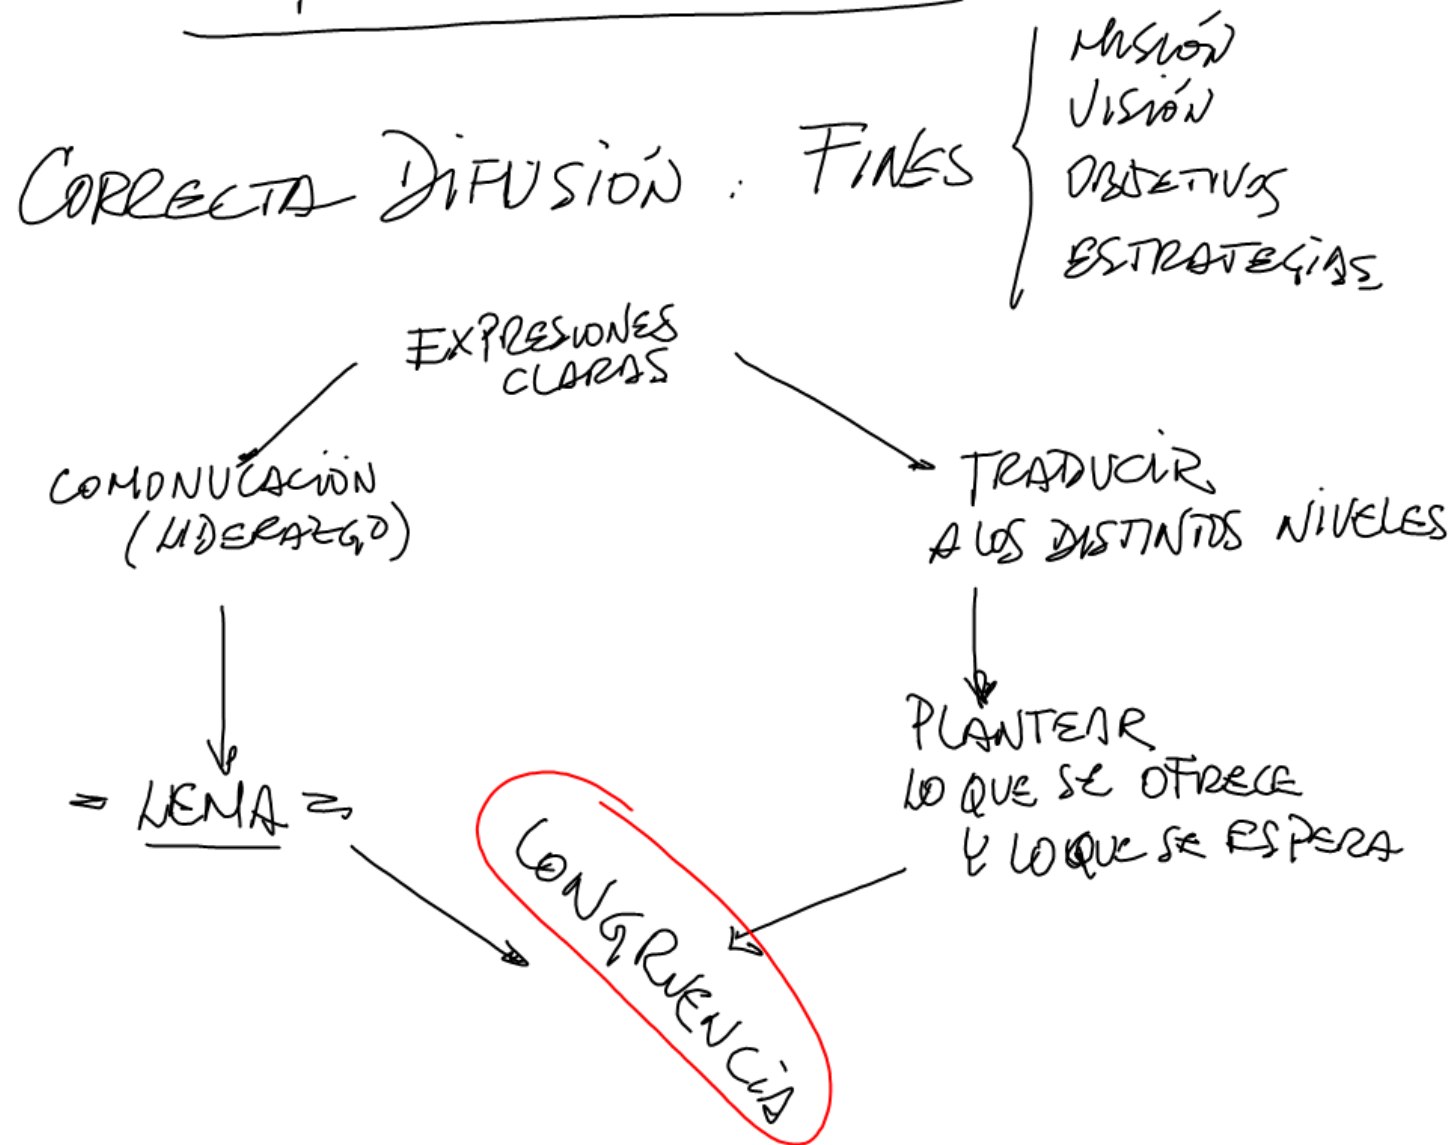 MISIÓN
VISIÓN
CORRECTA DIFUSIÓN : FINES
OBJETIVOS
ESTRATEGIAS
EXPRESIONES
CLARAS
COMONUCACIÓN
(LIDERAZGO)
TRADUCIR
A LOS DISTINTOS NIVELES
= LEMA =
PLANTEAR
LO QUE SE OFRECE
Y LO QUE SE ESPERA
CONGRUENCIA